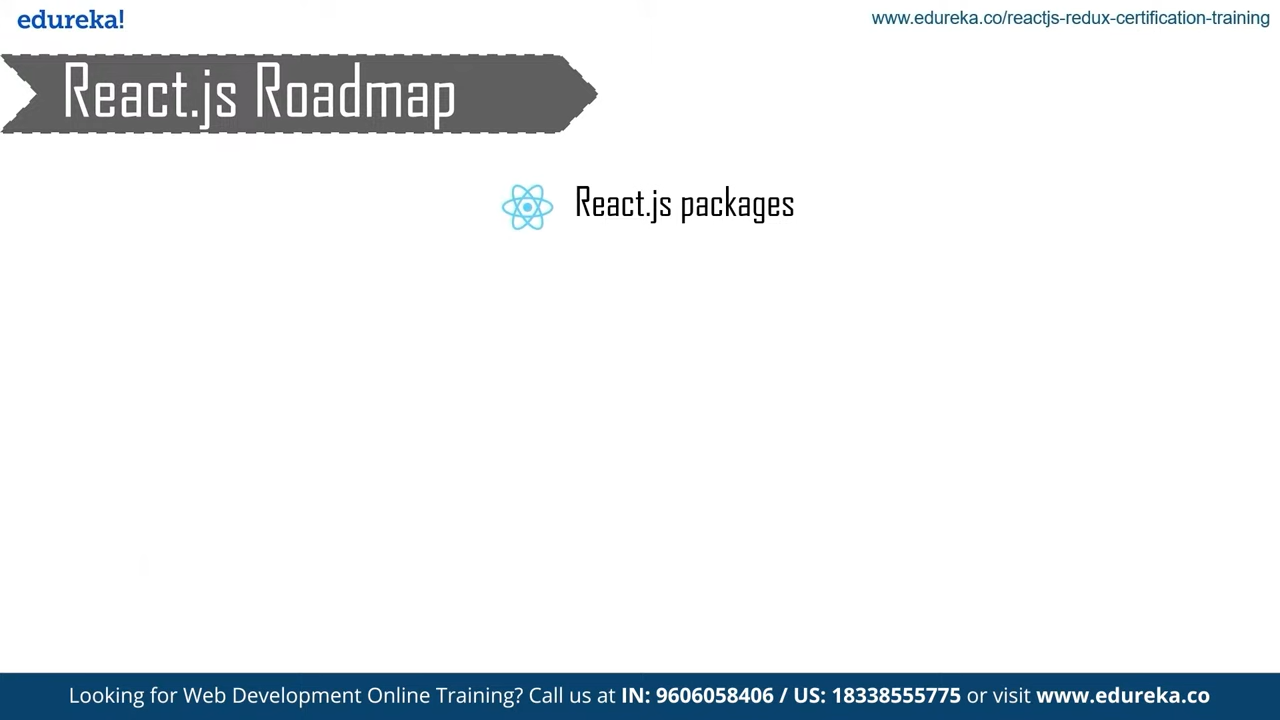 edureka!
www.edureka.co/reactjs-redux-certification-training
React.js Roadmap
React.js packages
Looking for Web Development Online Training? Call us at IN: 9606058406 / US: 18338555775 or visit www.edureka.co